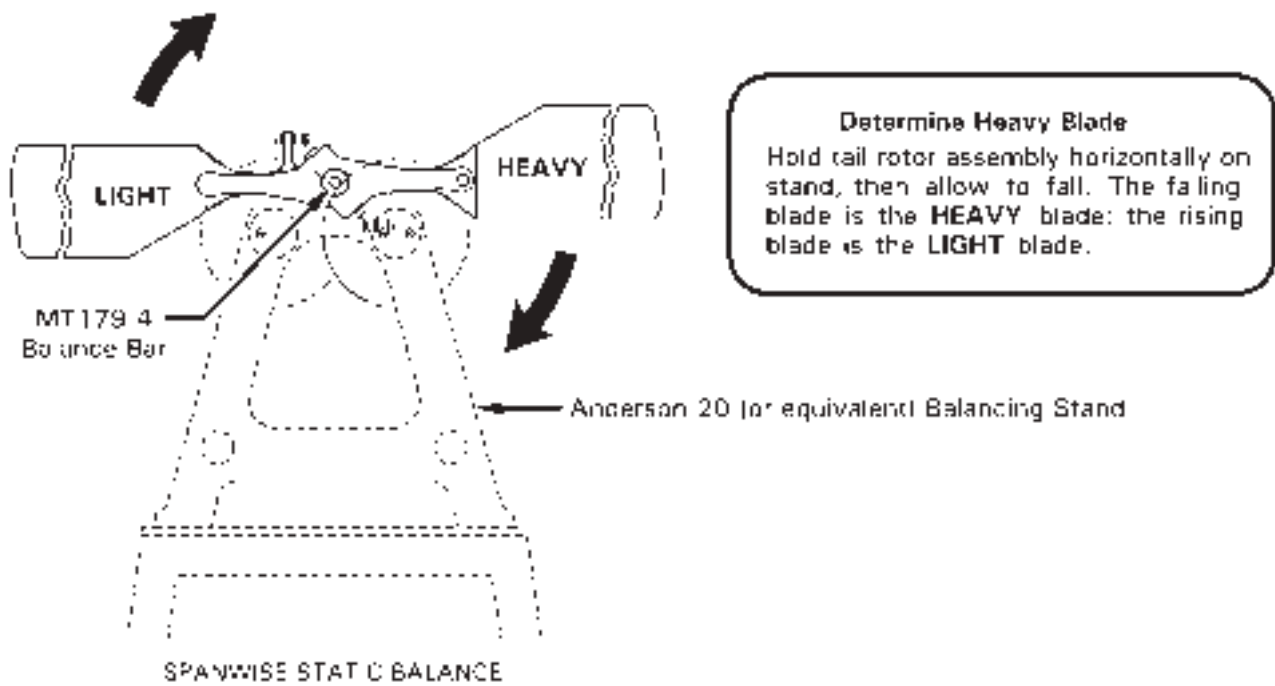 Determine Heavy Blade
Hold tail rotor assembly horizontally on
stand, then allow to fall. The falling
blade is the HEAVY blade: the rising
blade is the LIGHT blade.
LIGHT
HEAVY
MT179 4
Balance Bar
Anderson 20 (or equivalent) Balancing Stand
SPANWISE STATIC BALANCE